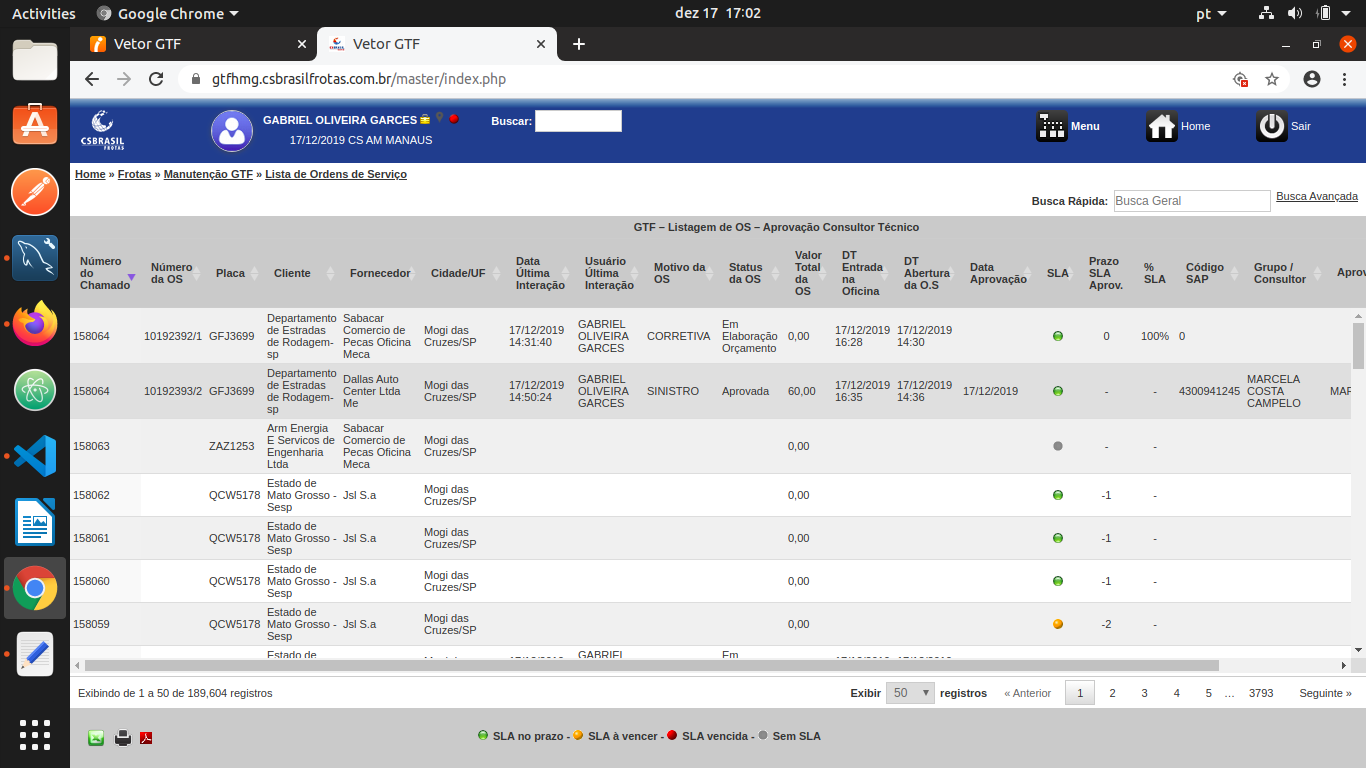 Activities Google Chrome dez 17 17:02 pt
Vetor GTF Vetor GTF
gtfhmg.csbrasilfrotas.com.br/master/index.php
CSBRASIL
FROTAS
GABRIEL OLIVEIRA GARCES
17/12/2019 CS AM MANAUS
Buscar:
Menu Home Sair
Home » Frotas » Manutenção GTF » Lista de Ordens de Serviço
Busca Rápida: Busca Geral Busca Avançada
GTF – Listagem de OS – Aprovação Consultor Técnico
Número do Chamado Número da OS Placa Cliente Fornecedor Cidade/UF Data Última Interação Usuário Última Interação Motivo da OS Status da OS Valor Total da OS DT Entrada na Oficina DT Abertura da O.S Data Aprovação SLA Prazo SLA Aprov. % SLA Código SAP Grupo / Consultor Aprov
158064 10192392/1 GFJ3699 Departamento de Estradas de Rodagem-sp Sabacar Comercio de Pecas Oficina Meca Mogi das Cruzes/SP 17/12/2019 14:31:40 GABRIEL OLIVEIRA GARCES CORRETIVA Em Elaboração Orçamento 0,00 17/12/2019 16:28 17/12/2019 14:30 0 100% 0
158064 10192393/2 GFJ3699 Departamento de Estradas de Rodagem-sp Dallas Auto Center Ltda Me Mogi das Cruzes/SP 17/12/2019 14:50:24 GABRIEL OLIVEIRA GARCES SINISTRO Aprovada 60,00 17/12/2019 16:35 17/12/2019 14:36 17/12/2019 - - 4300941245 MARCELA COSTA CAMPELO MAR
158063 ZAZ1253 Arm Energia E Servicos de Engenharia Ltda Sabacar Comercio de Pecas Oficina Meca Mogi das Cruzes/SP 0,00 - -
158062 QCW5178 Estado de Mato Grosso - Sesp Jsl S.a Mogi das Cruzes/SP 0,00 -1 -
158061 QCW5178 Estado de Mato Grosso - Sesp Jsl S.a Mogi das Cruzes/SP 0,00 -1 -
158060 QCW5178 Estado de Mato Grosso - Sesp Jsl S.a Mogi das Cruzes/SP 0,00 -1 -
158059 QCW5178 Estado de Mato Grosso - Sesp Jsl S.a Mogi das Cruzes/SP 0,00 -2 -
Estado de GABRIEL Em
Exibindo de 1 a 50 de 189,604 registros Exibir 50 registros « Anterior 1 2 3 4 5 … 3793 Seguinte »
SLA no prazo - SLA à vencer - SLA vencida - Sem SLA